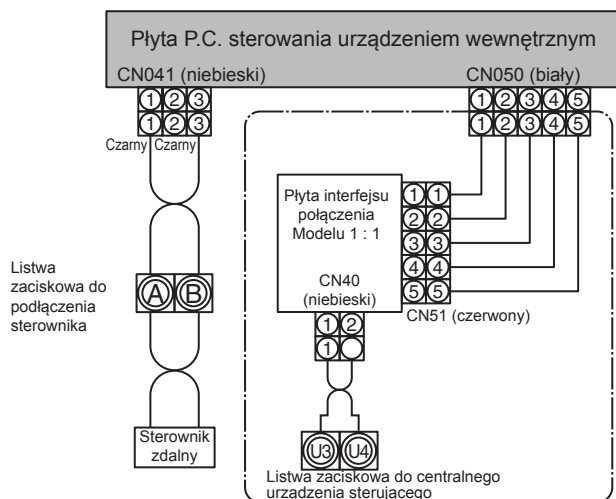 Płyta P.C. sterowania urządzeniem wewnętrznym
CN041 (niebieski)
CN050 (biały)
1 2 3
1 2 3
1 2 3 4 5
1 2 3 4 5
Czarny Czarny
Płyta interfejsu
połączenia
Modelu 1 : 1
1 1
2 2
3 3
4 4
5 5
CN40
(niebieski)
CN51 (czerwony)
1 2
1
Listwa
zaciskowa do
podłączenia
sterownika
A B
Sterownik
zdalny
U3 U4
Listwa zaciskowa do centralnego
urządzenia sterującego